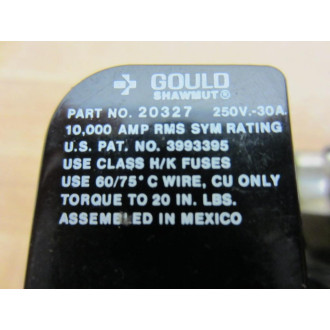 GOULD
SHAWMUT®
PART NO. 20327 250V.-30A.
10,000 AMP RMS SYM RATING
U.S. PAT. NO. 3993395
USE CLASS H/K FUSES
USE 60/75°C WIRE, CU ONLY
TORQUE TO 20 IN. LBS.
ASSEMBLED IN MEXICO